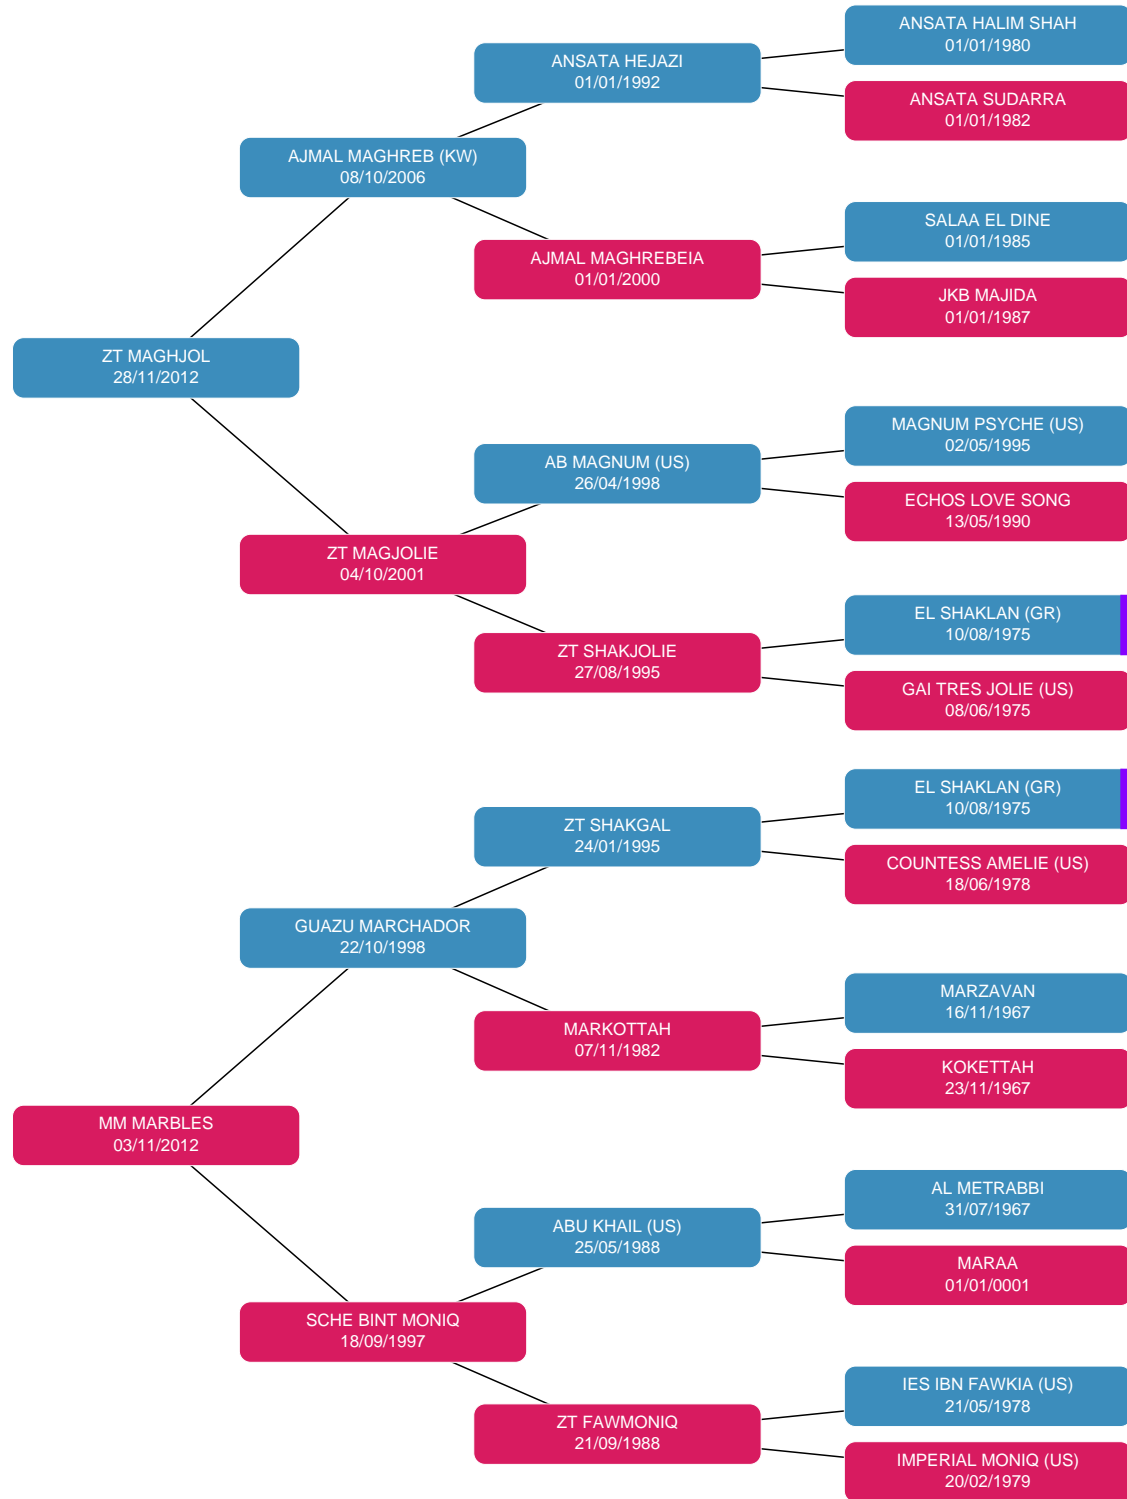 ANSATA HALIM SHAH
01/01/1980
ANSATA HEJAZI
01/01/1992
ANSATA SUDARRA
01/01/1982
AJMAL MAGHREB (KW)
08/10/2006
SALAA EL DINE
01/01/1985
AJMAL MAGHREBEIA
01/01/2000
JKB MAJIDA
01/01/1987
ZT MAGHJOL
28/11/2012
MAGNUM PSYCHE (US)
02/05/1995
AB MAGNUM (US)
26/04/1998
ECHOS LOVE SONG
13/05/1990
ZT MAGJOLIE
04/10/2001
EL SHAKLAN (GR)
10/08/1975
ZT SHAKJOLIE
27/08/1995
GAI TRES JOLIE (US)
08/06/1975
EL SHAKLAN (GR)
10/08/1975
ZT SHAKGAL
24/01/1995
COUNTESS AMELIE (US)
18/06/1978
GUAZU MARCHADOR
22/10/1998
MARZAVAN
16/11/1967
MARKOTTAH
07/11/1982
KOKETTAH
23/11/1967
MM MARBLES
03/11/2012
AL METRABBI
31/07/1967
ABU KHAIL (US)
25/05/1988
MARAA
01/01/0001
SCHE BINT MONIQ
18/09/1997
IES IBN FAWKIA (US)
21/05/1978
ZT FAWMONIQ
21/09/1988
IMPERIAL MONIQ (US)
20/02/1979